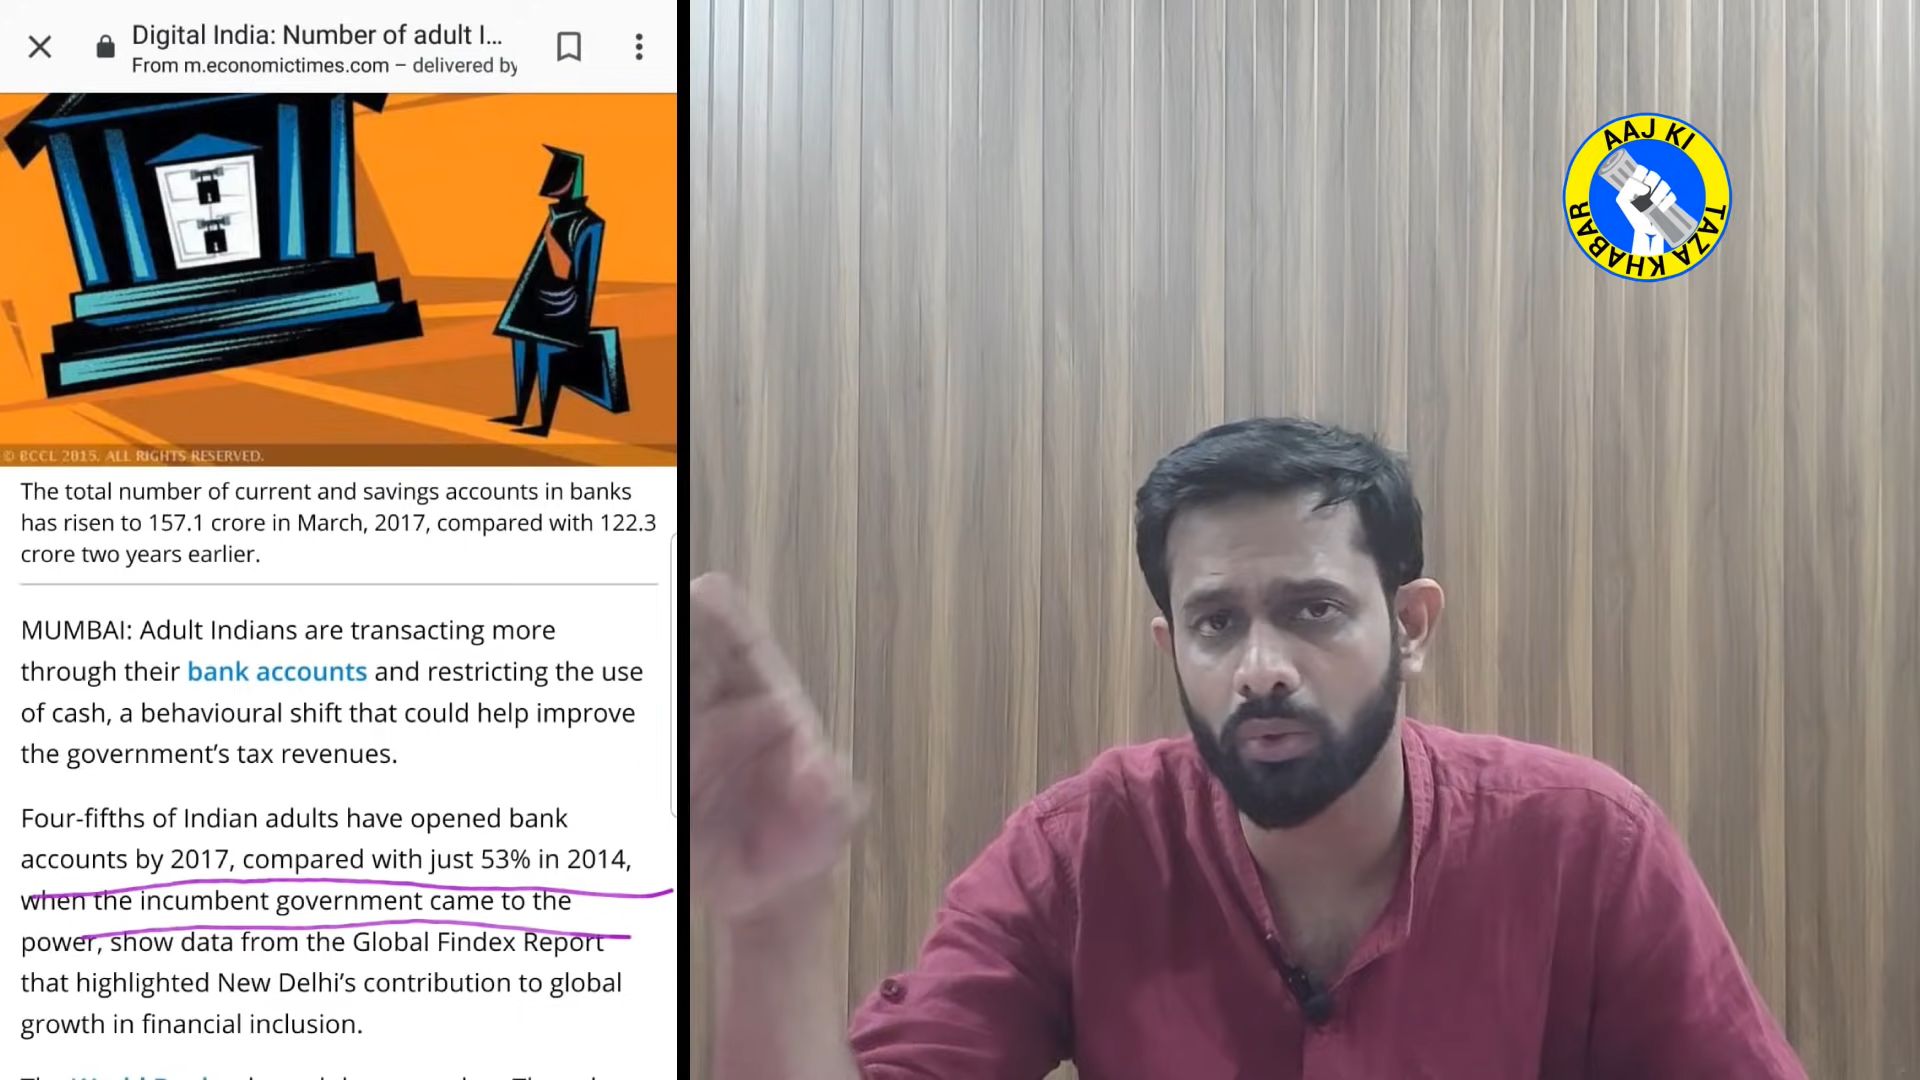 Digital India: Number of adult I...
From m.economictimes.com – delivered by
© BCCL 2015. ALL RIGHTS RESERVED.
The total number of current and savings accounts in banks
has risen to 157.1 crore in March, 2017, compared with 122.3
crore two years earlier.
MUMBAI: Adult Indians are transacting more
through their bank accounts and restricting the use
of cash, a behavioural shift that could help improve
the government's tax revenues.
Four-fifths of Indian adults have opened bank
accounts by 2017, compared with just 53% in 2014,
when the incumbent government came to the
power, show data from the Global Findex Report
that highlighted New Delhi's contribution to global
growth in financial inclusion.
AAJ KI
TAZA KHABAR